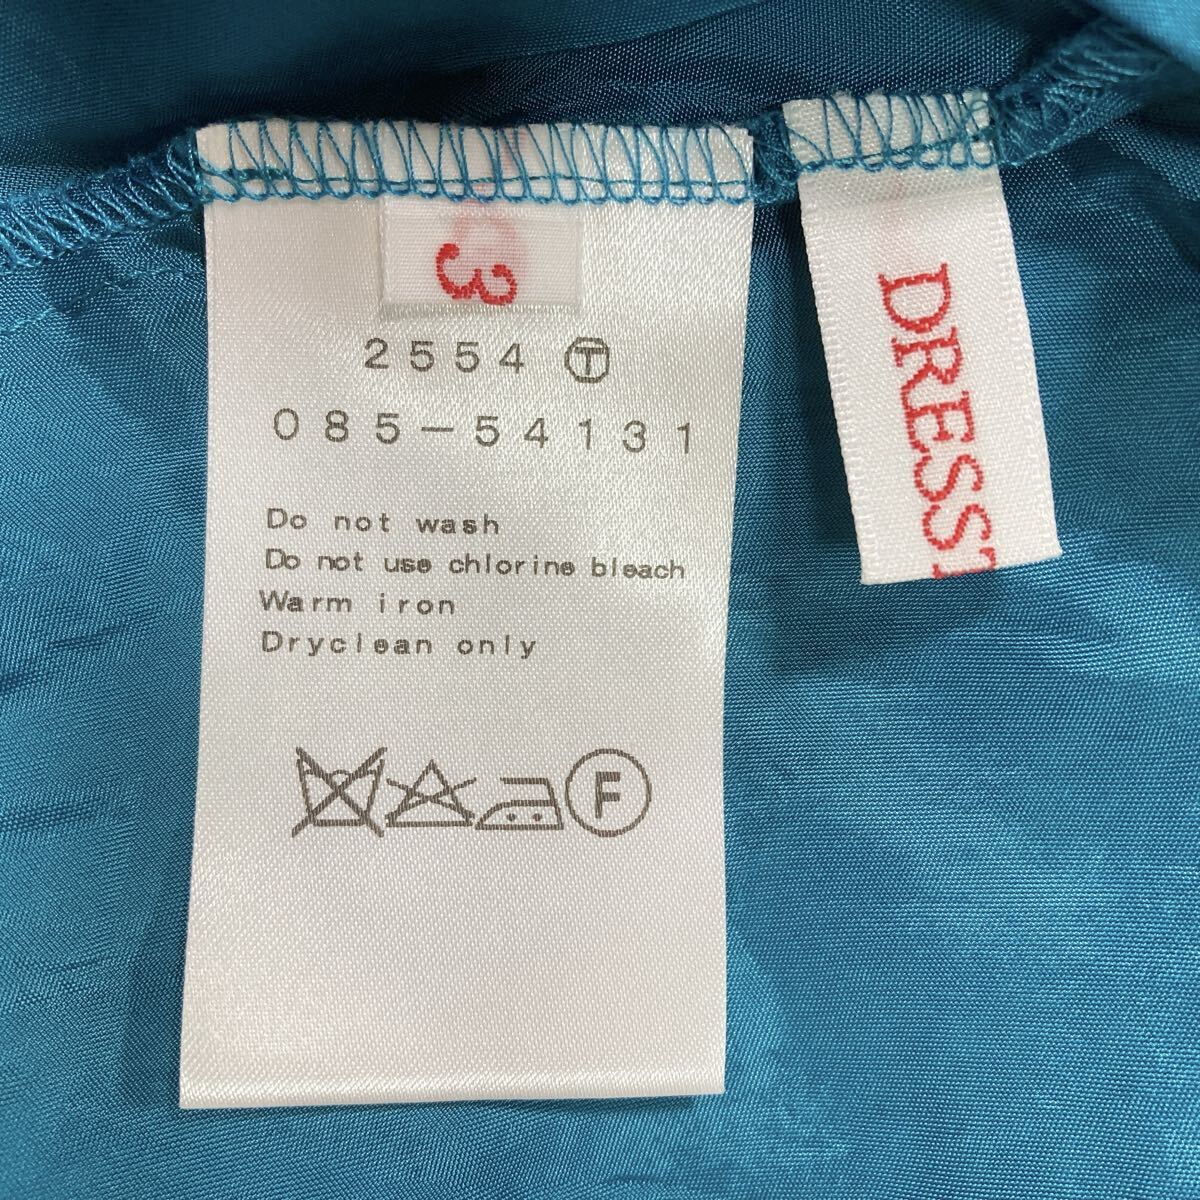 3
2554 Ⓣ
085-54131
Do not wash
Do not use chlorine bleach
Warm iron
Dryclean only
F
DRESS